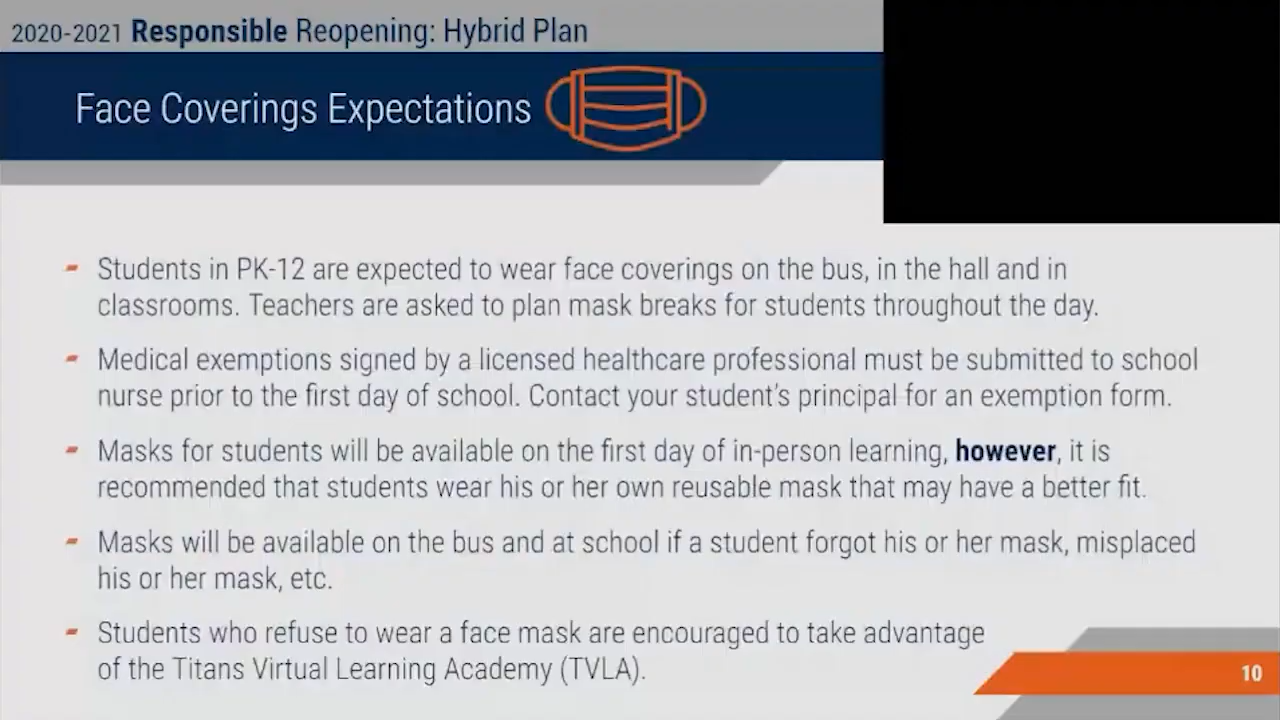 2020-2021 Responsible Reopening: Hybrid Plan
Face Coverings Expectations
- Students in PK-12 are expected to wear face coverings on the bus, in the hall and in
classrooms. Teachers are asked to plan mask breaks for students throughout the day.
- Medical exemptions signed by a licensed healthcare professional must be submitted to school
nurse prior to the first day of school. Contact your student's principal for an exemption form.
- Masks for students will be available on the first day of in-person learning, however, it is
recommended that students wear his or her own reusable mask that may have a better fit.
- Masks will be available on the bus and at school if a student forgot his or her mask, misplaced
his or her mask, etc.
- Students who refuse to wear a face mask are encouraged to take advantage
of the Titans Virtual Learning Academy (TVLA).
10